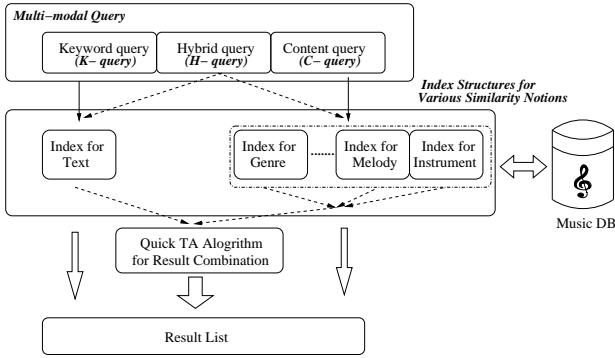 Multi-modal Query
Keyword query
(K- query)
Hybrid query
(H- query)
Content query
(C- query)
Index Structures for
Various Similarity Notions
Index for
Text
Index for
Genre
.......
Index for
Melody
Index for
Instrument
Music DB
Quick TA Alogrithm
for Result Combination
Result List